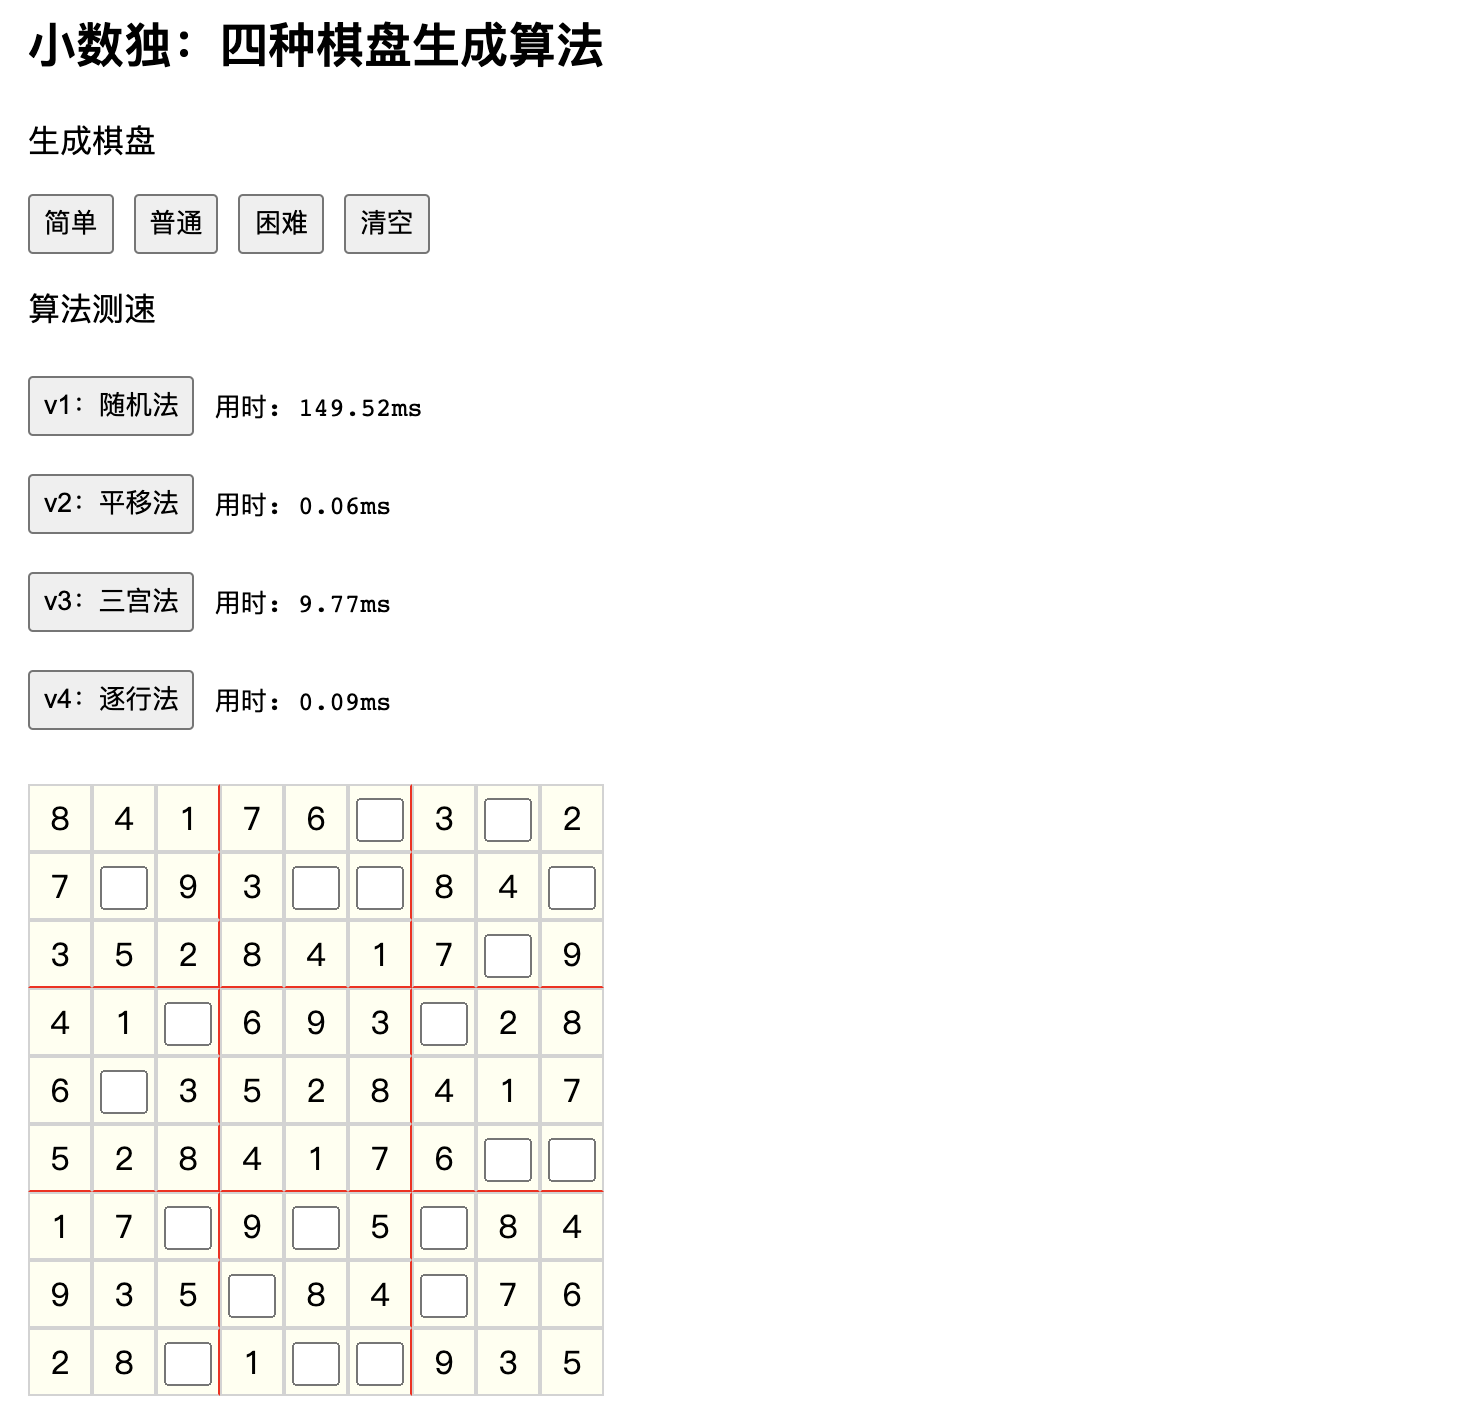 小数独：四种棋盘生成算法
生成棋盘
简单 普通 困难 清空
算法测速
v1：随机法 用时：149.52ms
v2：平移法 用时：0.06ms
v3：三宫法 用时：9.77ms
v4：逐行法 用时：0.09ms
8 4 1 7 6 3 2
7 9 3 8 4
3 5 2 8 4 1 7 9
4 1 6 9 3 2 8
6 3 5 2 8 4 1 7
5 2 8 4 1 7 6
1 7 9 5 8 4
9 3 5 8 4 7 6
2 8 1 9 3 5